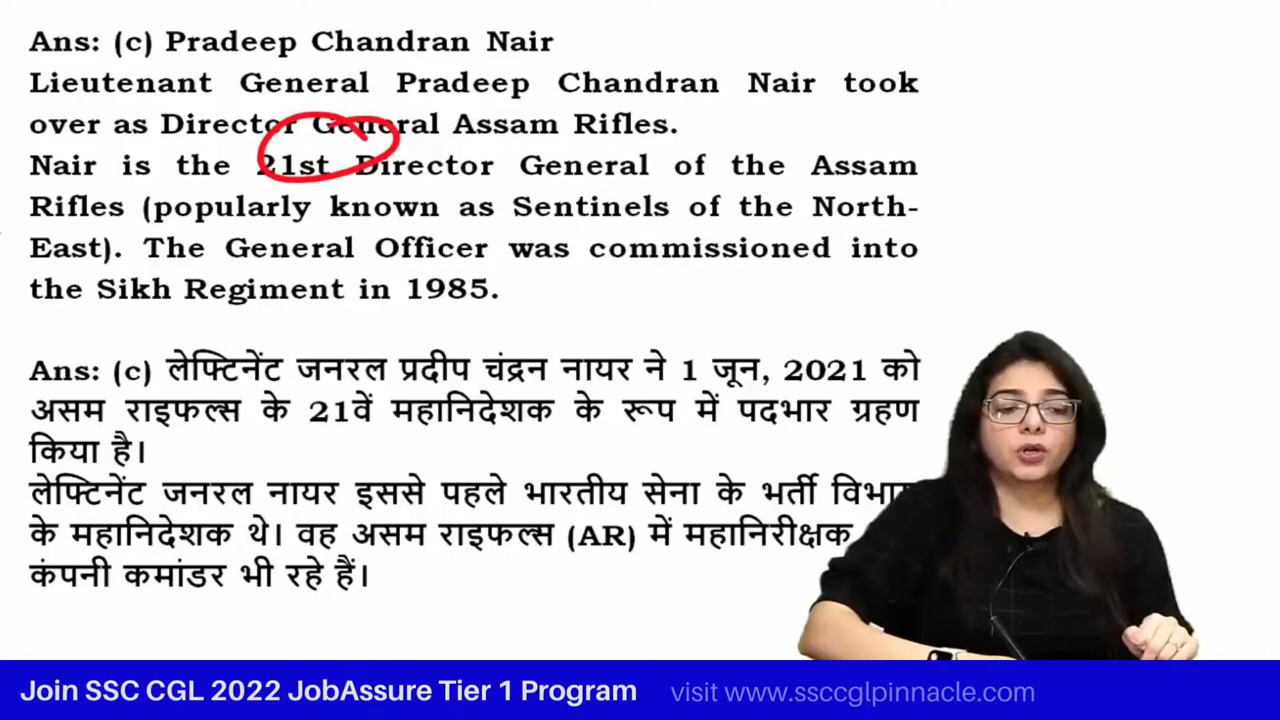 Ans: (c) Pradeep Chandran Nair
Lieutenant General Pradeep Chandran Nair took
over as Director General Assam Rifles.
Nair is the 21st Director General of the Assam
Rifles (popularly known as Sentinels of the North-
East). The General Officer was commissioned into
the Sikh Regiment in 1985.
Ans: (c) लेफ्टिनेंट जनरल प्रदीप चंद्रन नायर ने 1 जून, 2021 को
असम राइफल्स के 21वें महानिदेशक के रूप में पदभार ग्रहण
किया है।
लेफ्टिनेंट जनरल नायर इससे पहले भारतीय सेना के भर्ती
के महानिदेशक थे। वह असम राइफल्स (AR) में महानिरीक्षक
कंपनी कमांडर भी रहे हैं।
Join SSC CGL 2022 JobAssure Tier 1 Program visit www.ssccglpinnacle.com